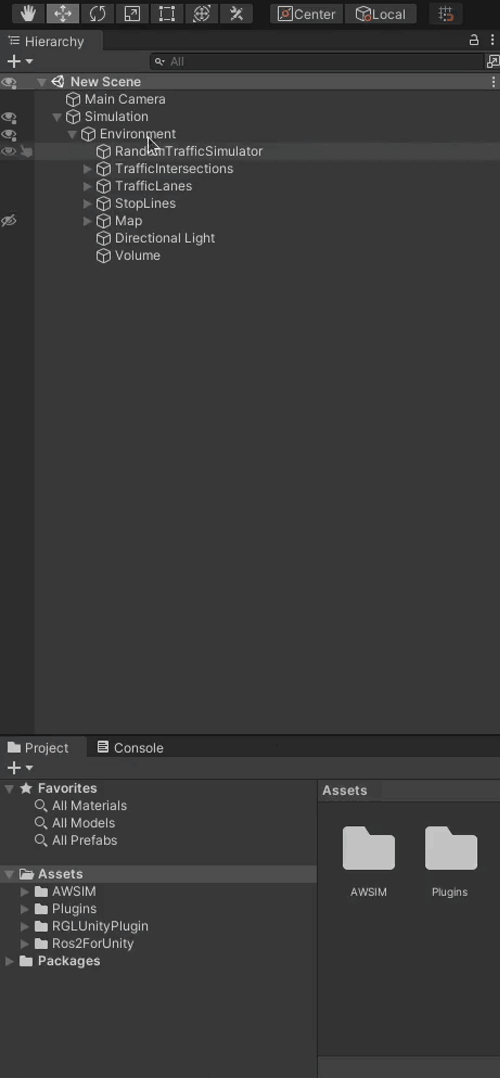 Center Local
Hierarchy
All
New Scene
Main Camera
Simulation
Environment
RandomTrafficSimulator
TrafficIntersections
TrafficLanes
StopLines
Map
Directional Light
Volume
Project Console
Favorites
All Materials
All Models
All Prefabs
Assets
AWSIM
Plugins
RGLUnityPlugin
Ros2ForUnity
Packages
Assets
AWSIM Plugins